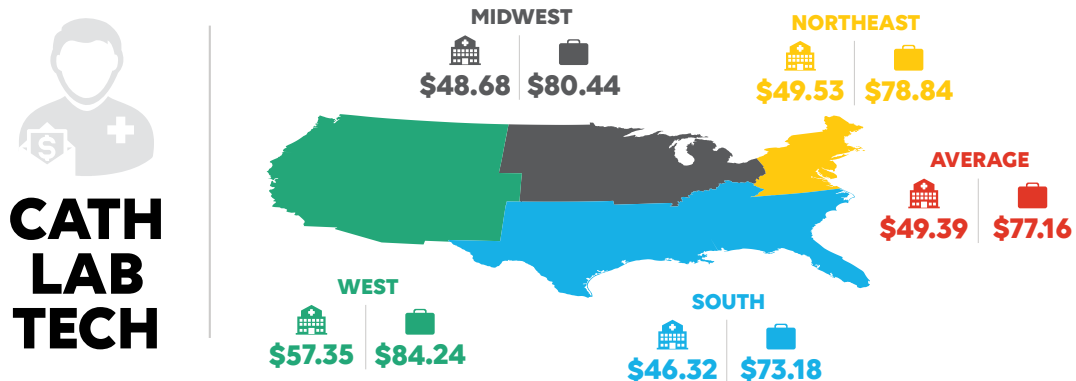 CATH
LAB
TECH
$
MIDWEST
$48.68 $80.44
NORTHEAST
$49.53 $78.84
AVERAGE
$49.39 $77.16
WEST
$57.35 $84.24
SOUTH
$46.32 $73.18